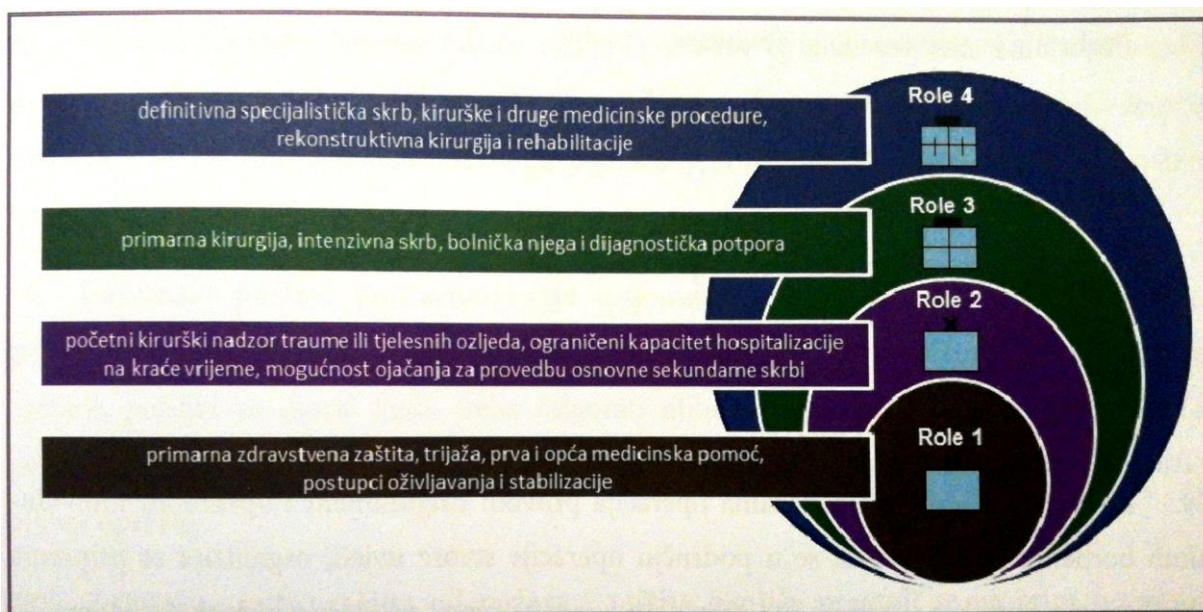 Role 4
definitivna specijalistička skrb, kirurške i druge medicinske procedure,
rekonstruktivna kirurgija i rehabilitacije
Role 3
primarna kirurgija, intenzivna skrb, bolnička njega i dijagnostička potpora
Role 2
početni kirurški nadzor traume ili tjelesnih ozljeda, ograničeni kapacitet hospitalizacije
na kraće vrijeme, mogućnost ojačanja za provedbu osnovne sekundarne skrbi
Role 1
primarna zdravstvena zaštita, trijaža, prva i opća medicinska pomoć,
postupci oživljavanja i stabilizacije